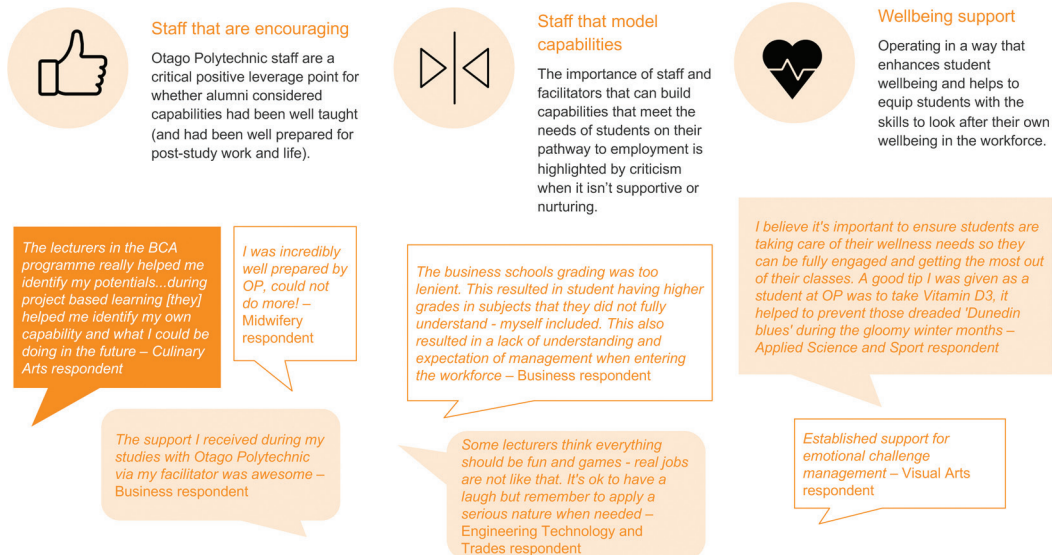 Staff that are encouraging
Otago Polytechnic staff are a
critical positive leverage point for
whether alumni considered
capabilities had been well taught
(and had been well prepared for
post-study work and life).
The lecturers in the BCA
programme really helped me
identify my potentials...during
project based learning [they]
helped me identify my own
capability and what I could be
doing in the future – Culinary
Arts respondent
I was incredibly
well prepared by
OP, could not
do more! –
Midwifery
respondent
The support I received during my
studies with Otago Polytechnic
via my facilitator was awesome –
Business respondent
Staff that model
capabilities
The importance of staff and
facilitators that can build
capabilities that meet the
needs of students on their
pathway to employment is
highlighted by criticism
when it isn’t supportive or
nurturing.
The business schools grading was too
lenient. This resulted in student having higher
grades in subjects that they did not fully
understand - myself included. This also
resulted in a lack of understanding and
expectation of management when entering
the workforce – Business respondent
Some lecturers think everything
should be fun and games - real jobs
are not like that. It's ok to have a
laugh but remember to apply a
serious nature when needed –
Engineering Technology and
Trades respondent
Wellbeing support
Operating in a way that
enhances student
wellbeing and helps to
equip students with the
skills to look after their own
wellbeing in the workforce.
I believe it's important to ensure students are
taking care of their wellness needs so they
can be fully engaged and getting the most out
of their classes. A good tip I was given as a
student at OP was to take Vitamin D3, it
helped to prevent those dreaded 'Dunedin
blues' during the gloomy winter months –
Applied Science and Sport respondent
Established support for
emotional challenge
management – Visual Arts
respondent